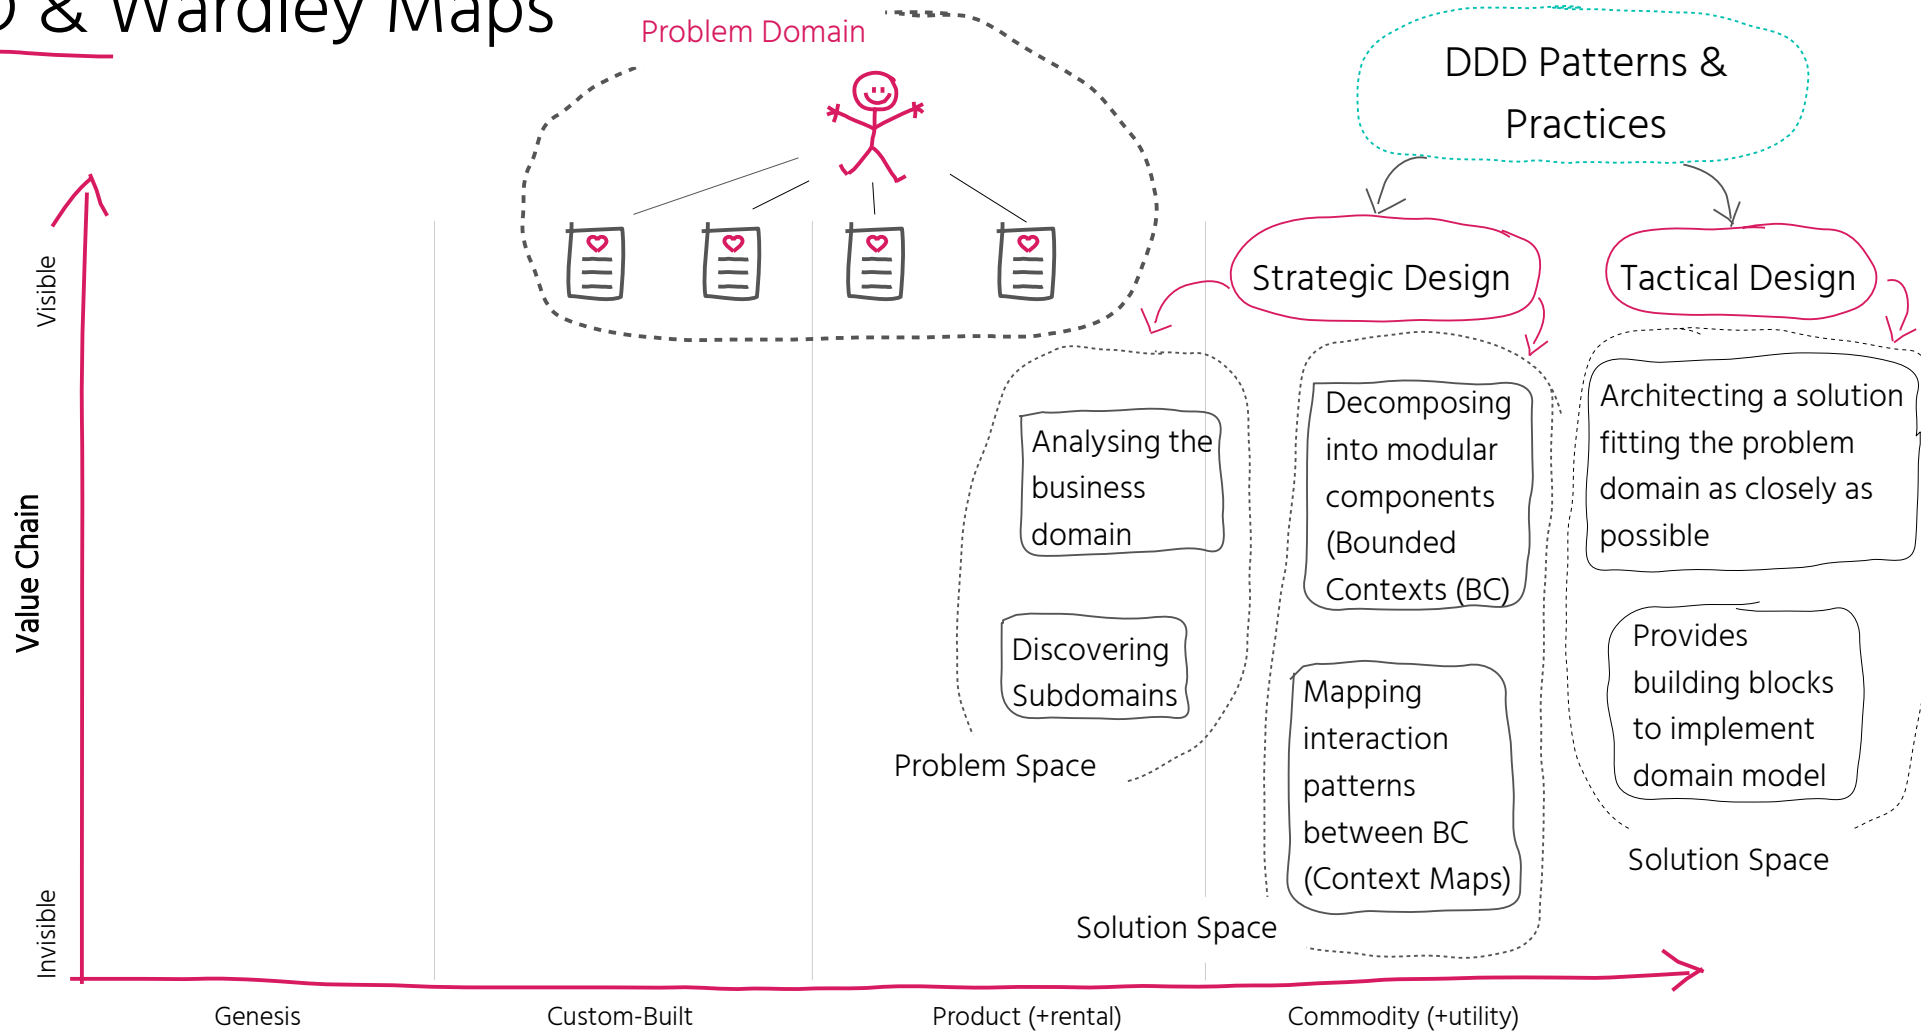 & Wardley Maps
Problem Domain
DDD Patterns &
Practices
Strategic Design
Tactical Design
Analysing the
business
domain
Discovering
Subdomains
Problem Space
Decomposing
into modular
components
(Bounded
Contexts (BC)
Mapping
interaction
patterns
between BC
(Context Maps)
Solution Space
Architecting a solution
fitting the problem
domain as closely as
possible
Provides
building blocks
to implement
domain model
Solution Space
Visible
Value Chain
Invisible
Genesis
Custom-Built
Product (+rental)
Commodity (+utility)